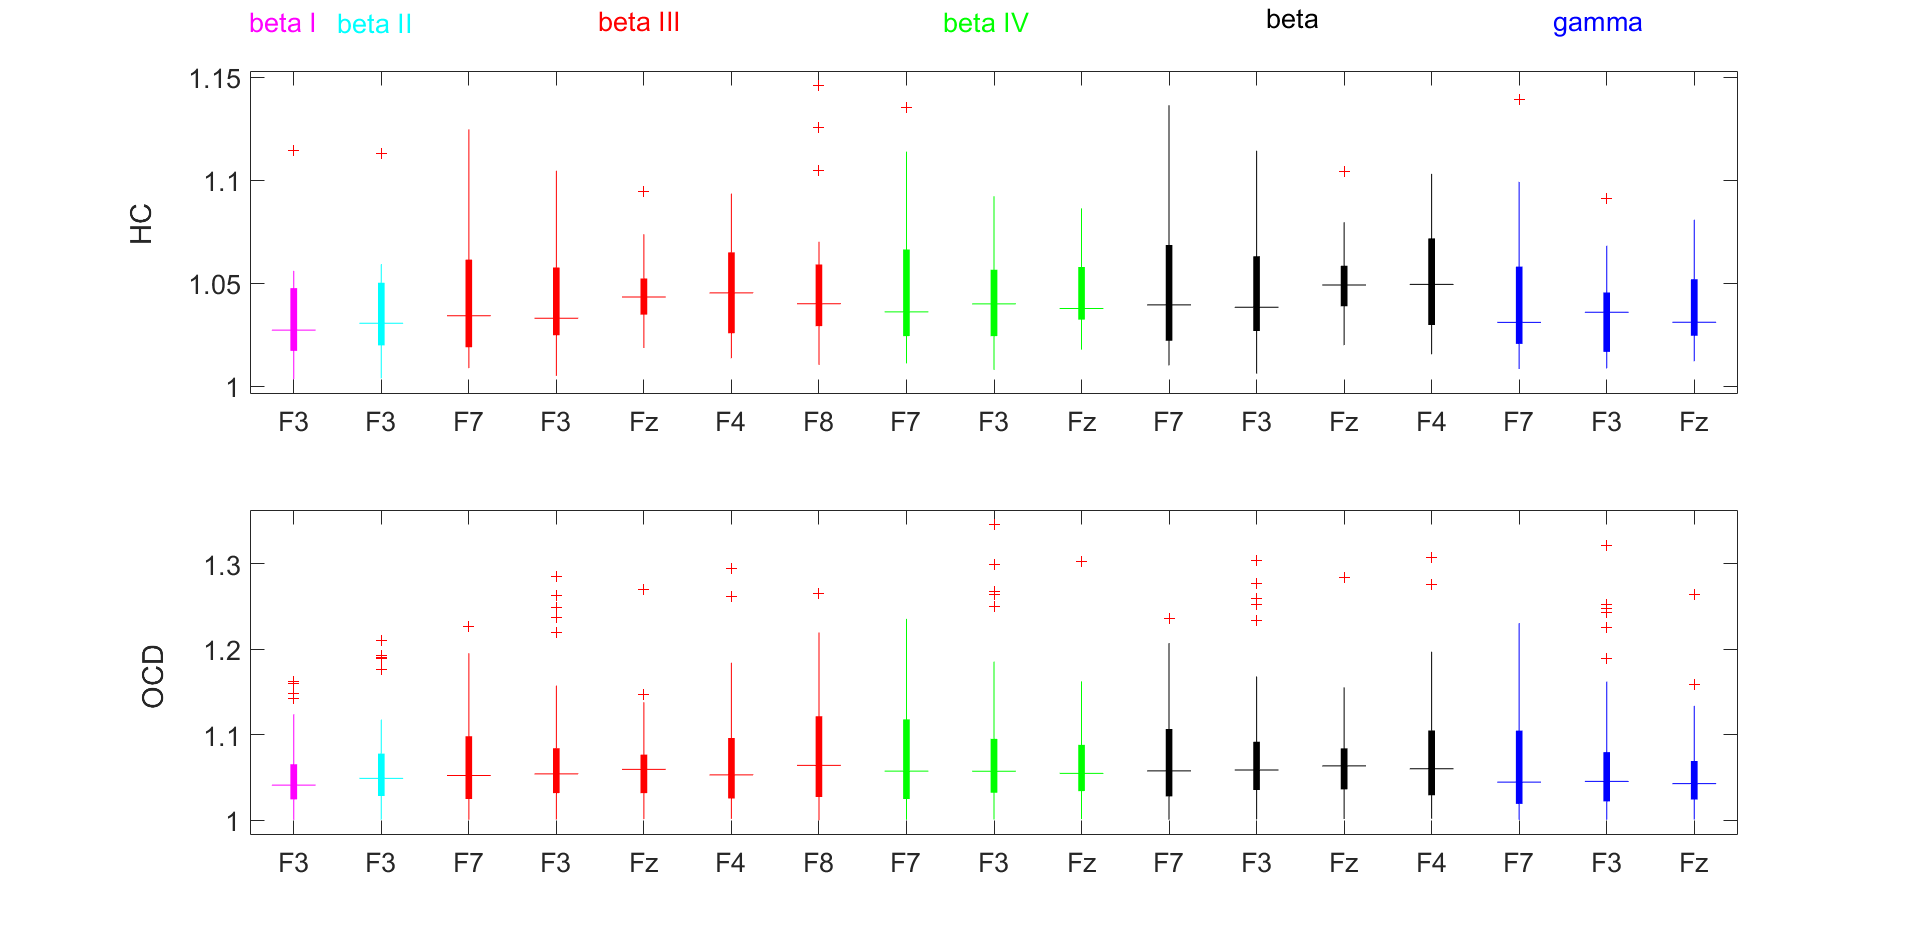 beta I beta II beta III beta IV beta gamma
1.15
1.1
1.05
1
HC
F3 F3 F7 F3 Fz F4 F8 F7 F3 Fz F7 F3 Fz F4 F7 F3 Fz
1.3
1.2
1.1
1
OCD
F3 F3 F7 F3 Fz F4 F8 F7 F3 Fz F7 F3 Fz F4 F7 F3 Fz